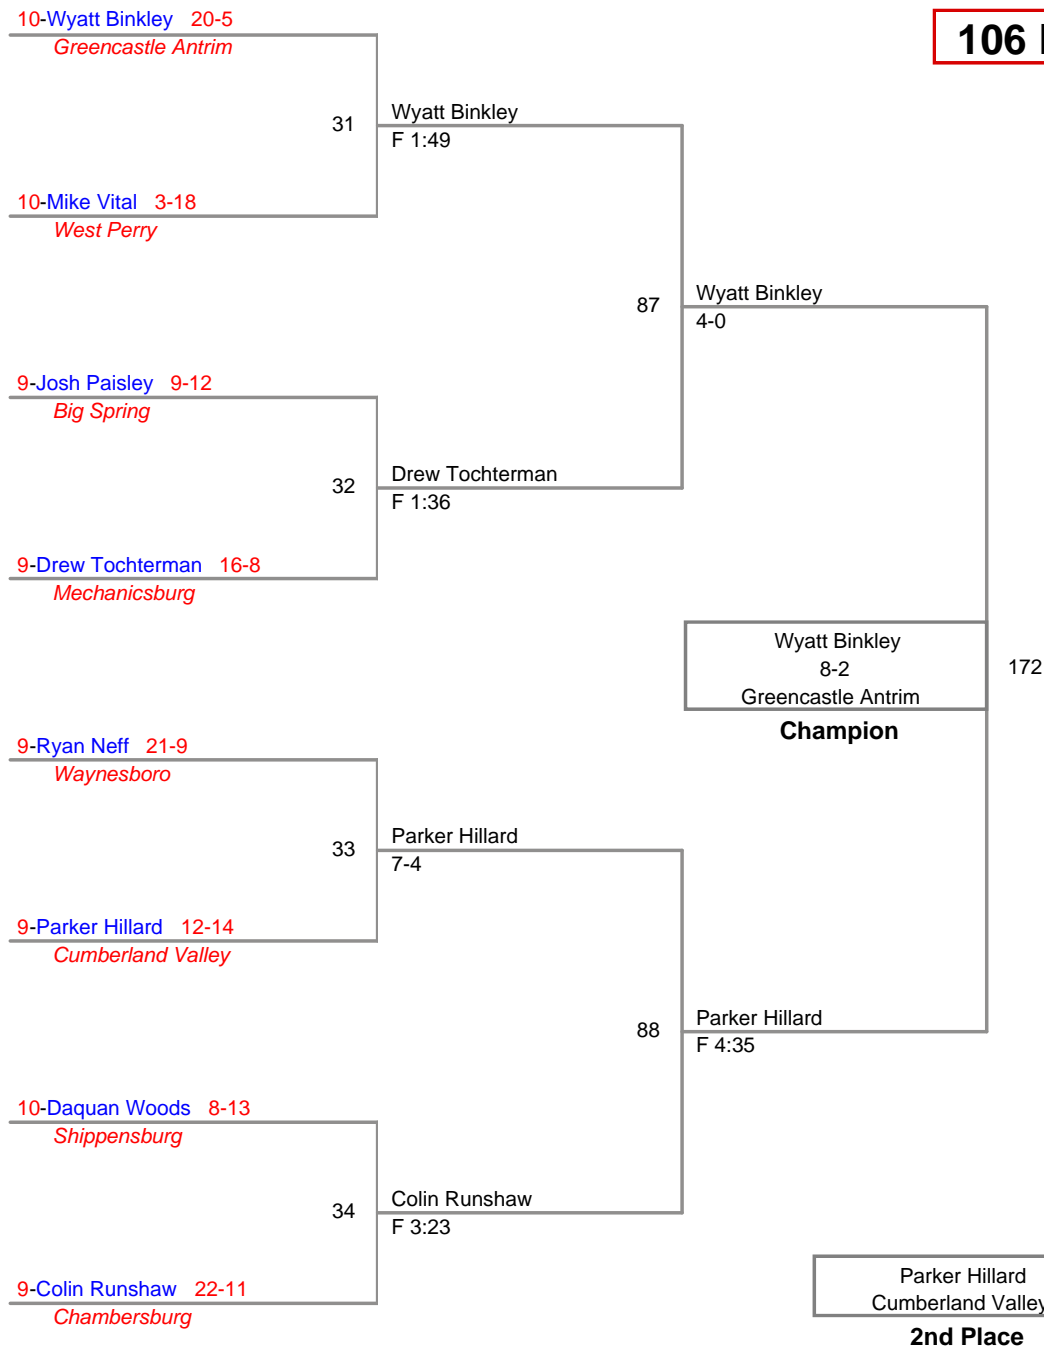 10-Wyatt Binkley 20-5
Greencastle Antrim
106
31
Wyatt Binkley
F 1:49
10-Mike Vital 3-18
West Perry
87
Wyatt Binkley
4-0
9-Josh Paisley 9-12
Big Spring
32
Drew Tochterman
F 1:36
9-Drew Tochterman 16-8
Mechanicsburg
Wyatt Binkley
8-2
Greencastle Antrim
172
Champion
9-Ryan Neff 21-9
Waynesboro
33
Parker Hillard
7-4
9-Parker Hillard 12-14
Cumberland Valley
88
Parker Hillard
F 4:35
10-Daquan Woods 8-13
Shippensburg
34
Colin Runshaw
F 3:23
9-Colin Runshaw 22-11
Chambersburg
Parker Hillard
Cumberland Valley
2nd Place